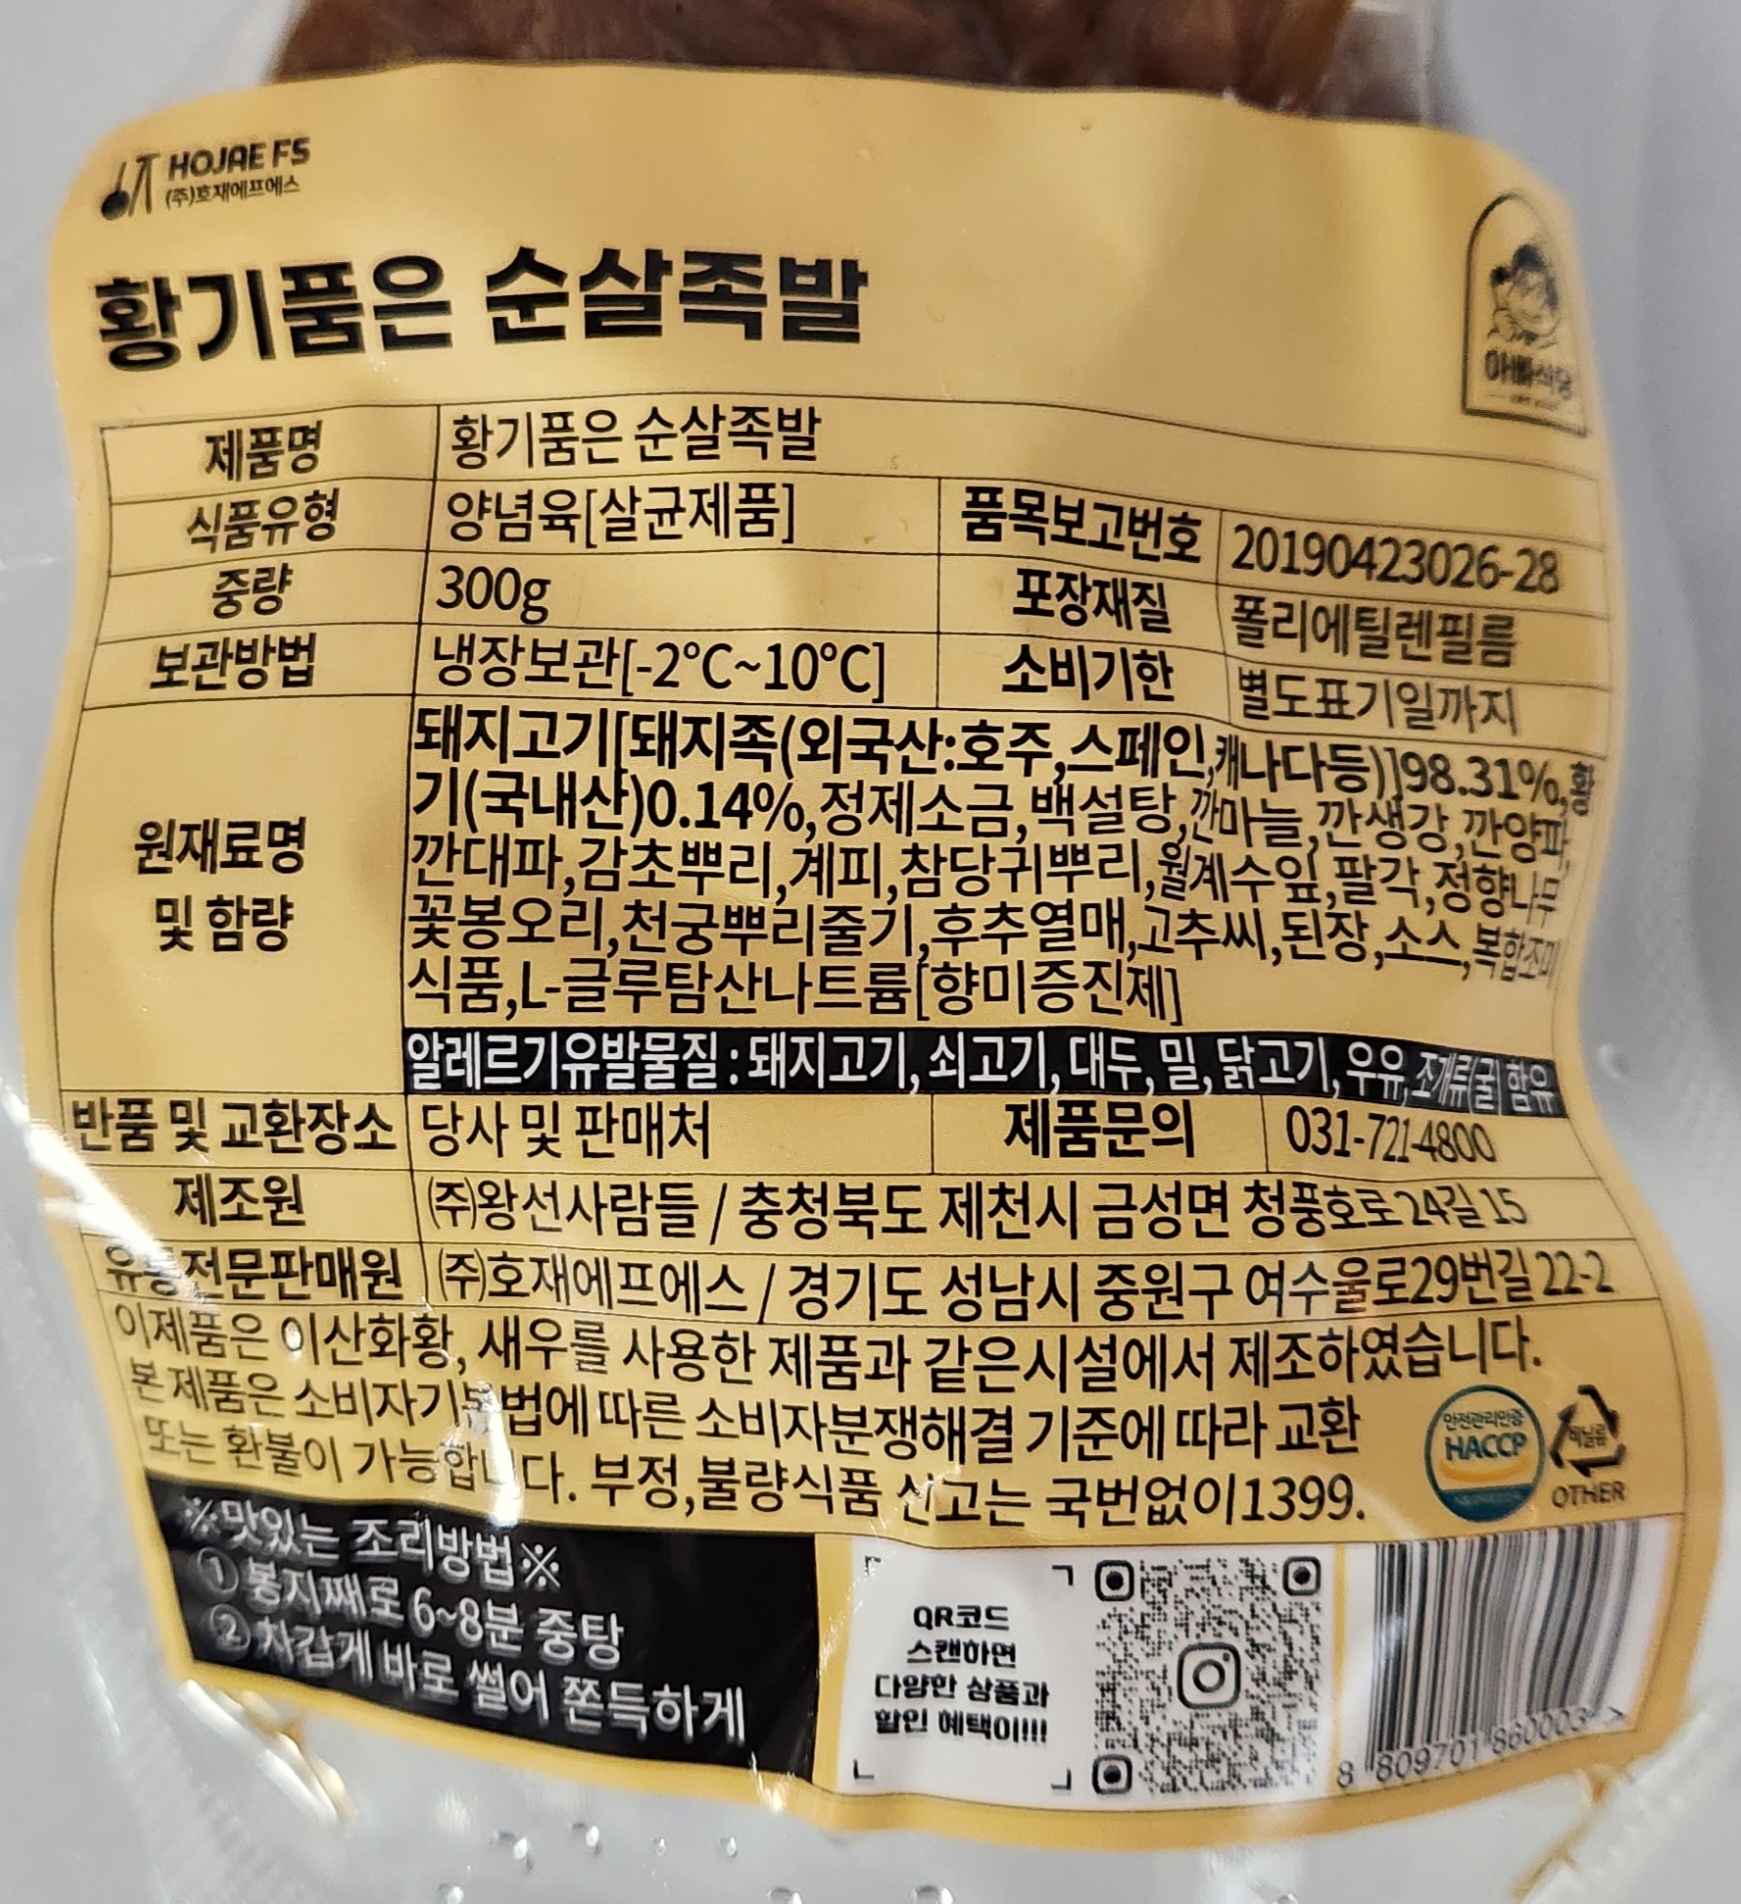 HOJAE FS
(주)호재에프에스
황기품은 순살족발
아빠식당
제품명 황기품은 순살족발
식품유형 양념육[살균제품] 품목보고번호 20190423026-28
중량 300g 포장재질 폴리에틸렌필름
보관방법 냉장보관[-2°C~10°C] 소비기한 별도표기일까지
원재료명 및 함량
돼지고기[돼지족(외국산:호주,스페인,캐나다등)]98.31%,황
기(국내산)0.14%,정제소금,백설탕,깐마늘,깐생강,깐양파,
깐대파,감초뿌리,계피,참당귀뿌리,월계수잎,팔각,정향나무
꽃봉오리,천궁뿌리줄기,후추열매,고추씨,된장,소스,복합조미
식품,L-글루탐산나트륨[향미증진제]
알레르기유발물질:돼지고기, 쇠고기, 대두, 밀, 닭고기, 우유,조개류(굴) 함유
반품 및 교환장소 당사 및 판매처 제품문의 031-721-4800
제조원 (주)왕선사람들 / 충청북도 제천시 금성면 청풍호로24길 15
유통전문판매원 (주)호재에프에스 / 경기도 성남시 중원구 여수울로29번길 22-2
이제품은 이산화황, 새우를 사용한 제품과 같은시설에서 제조하였습니다.
본 제품은 소비자기본법에 따른 소비자분쟁해결 기준에 따라 교환
또는 환불이 가능합니다. 부정,불량식품 신고는 국번없이1399.
안전관리인증
HACCP
비닐류
OTHER
※맛있는 조리방법※
① 봉지째로 6~8분 중탕
② 차갑게 바로 썰어 쫀득하게
QR코드
스캔하면
다양한 상품과
할인 혜택이!!!
8 809701 860003 >